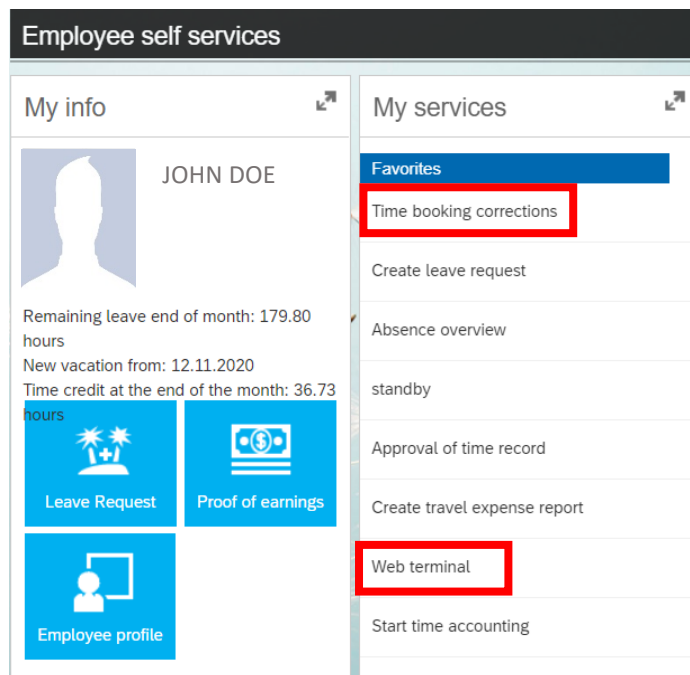 Employee self services
My info
JOHN DOE
Remaining leave end of month: 179.80
hours
New vacation from: 12.11.2020
Time credit at the end of the month: 36.73
hours
Leave Request
Proof of earnings
Employee profile
My services
Favorites
Time booking corrections
Create leave request
Absence overview
standby
Approval of time record
Create travel expense report
Web terminal
Start time accounting